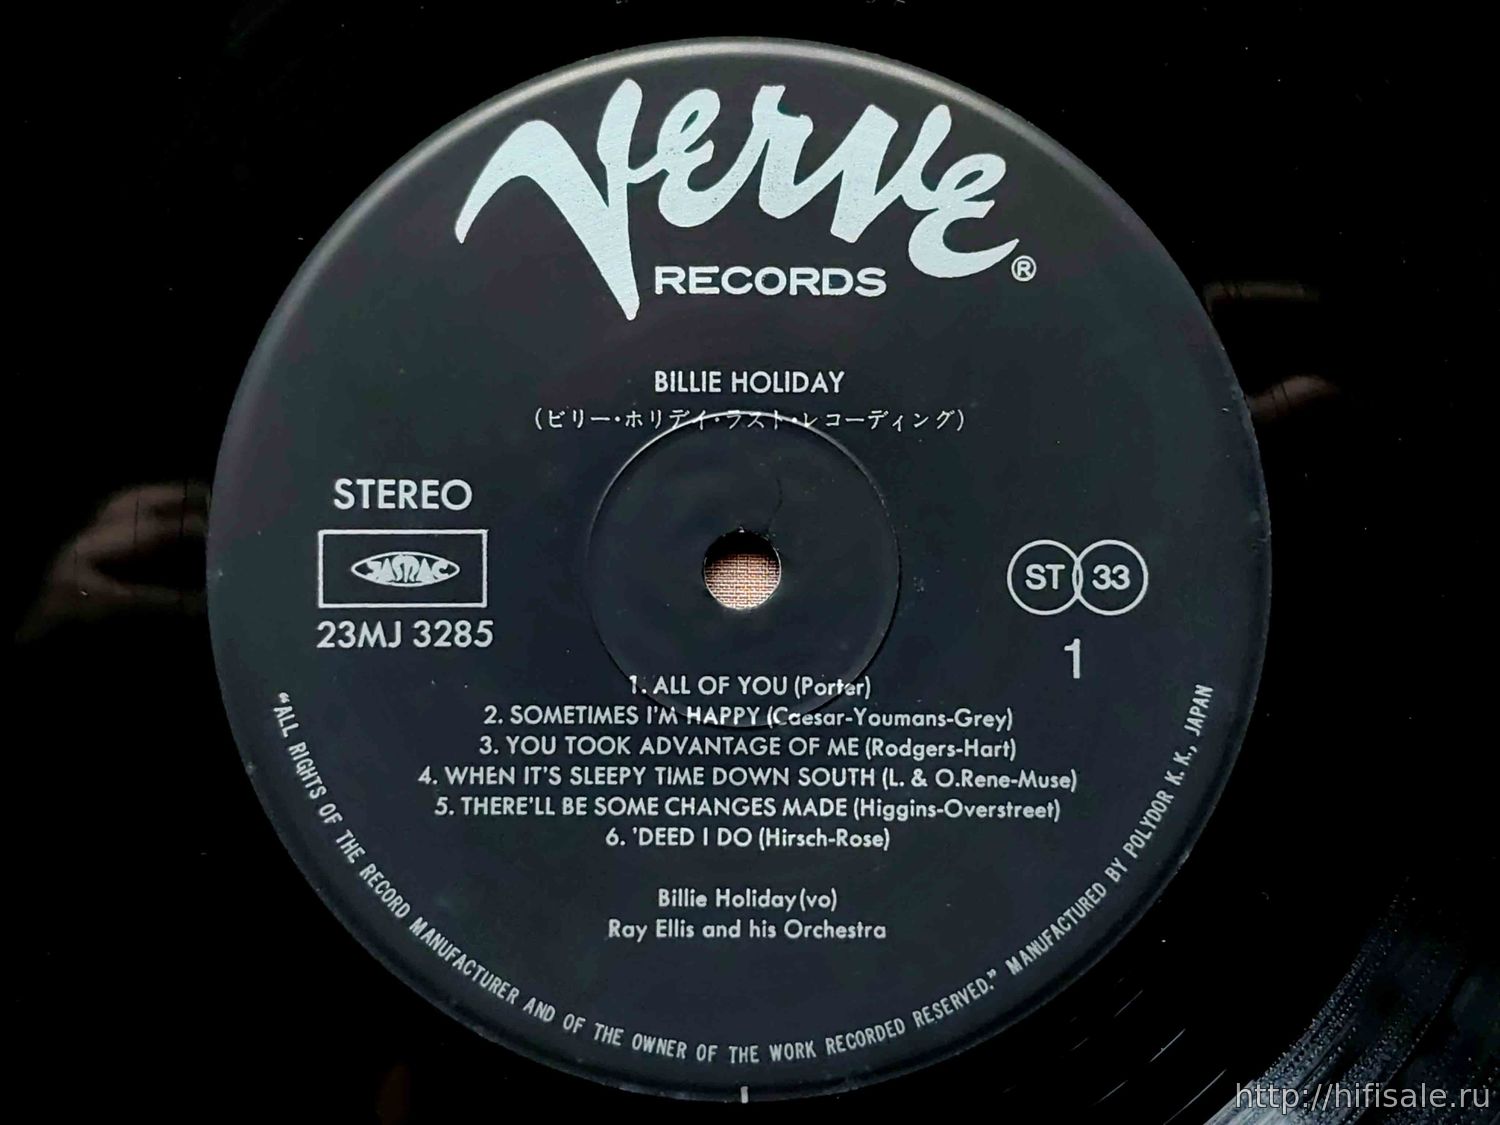 Verve
RECORDS ®
BILLIE HOLIDAY
(ビリー・ホリデイ・ラスト・レコーディング)
STEREO
JASRAC
23MJ 3285
ST 33
1
1. ALL OF YOU (Porter)
2. SOMETIMES I'M HAPPY (Caesar-Youmans-Grey)
3. YOU TOOK ADVANTAGE OF ME (Rodgers-Hart)
4. WHEN IT'S SLEEPY TIME DOWN SOUTH (L. & O.Rene-Muse)
5. THERE'LL BE SOME CHANGES MADE (Higgins-Overstreet)
6. 'DEED I DO (Hirsch-Rose)
Billie Holiday(vo)
Ray Ellis and his Orchestra
"ALL RIGHTS OF THE RECORD MANUFACTURER AND OF THE OWNER OF THE WORK RECORDED RESERVED." MANUFACTURED BY POLYDOR K. K., JAPAN
http://hifisale.ru